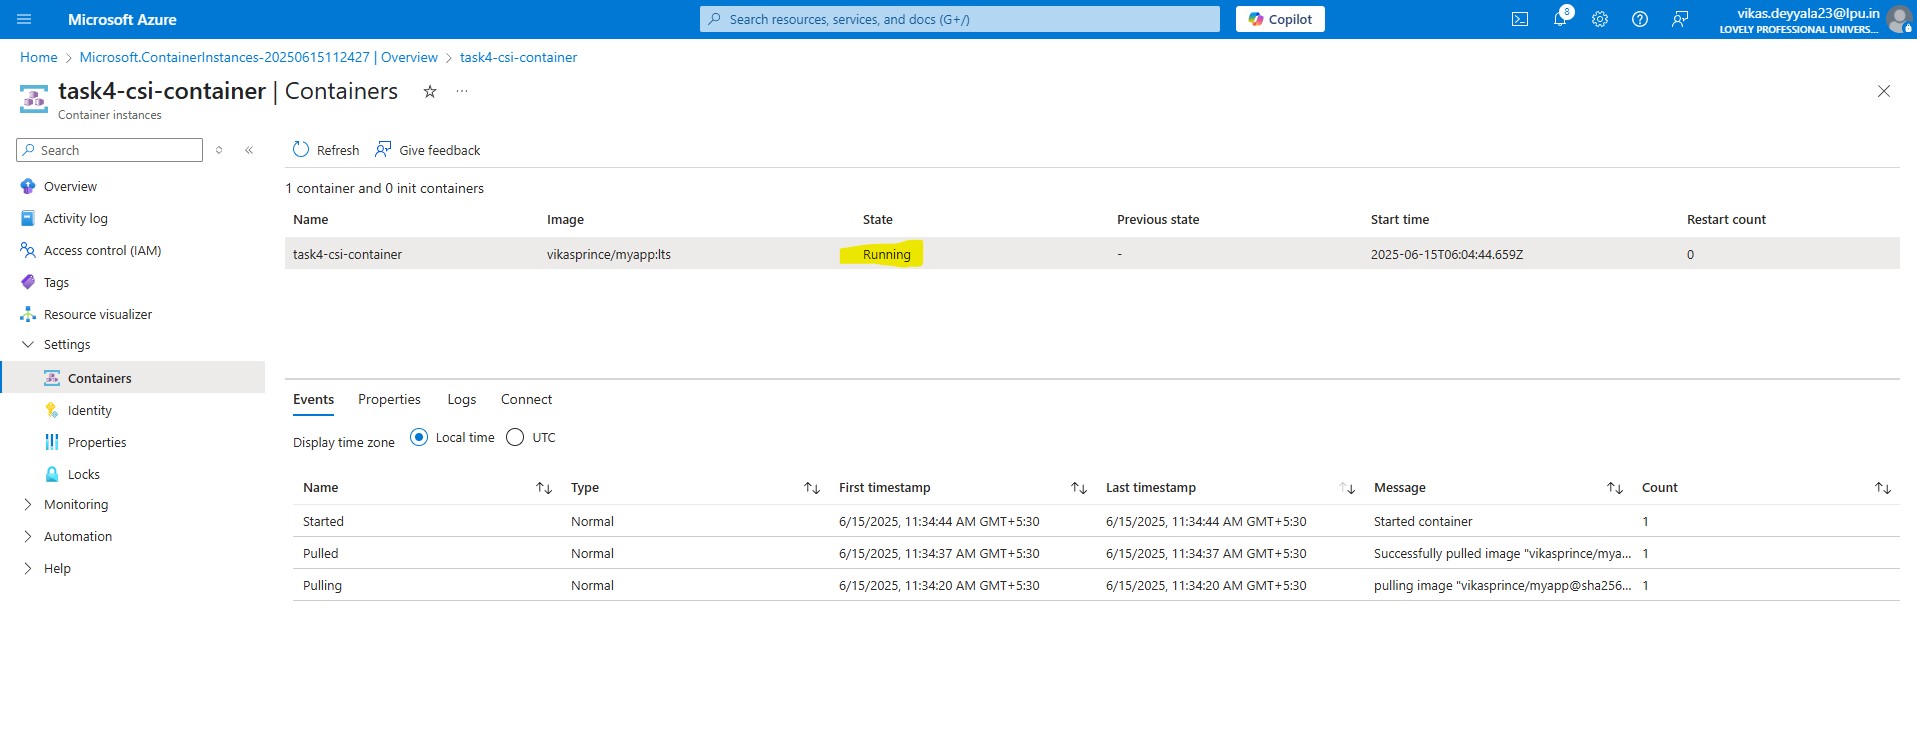 Microsoft Azure
Search resources, services, and docs (G+/)
Copilot
8
vikas.deyyala23@lpu.in
LOVELY PROFESSIONAL UNIVERS...
Home > Microsoft.ContainerInstances-20250615112427 | Overview > task4-csi-container
task4-csi-container | Containers
Container instances
Search
Overview
Activity log
Access control (IAM)
Tags
Resource visualizer
Settings
Containers
Identity
Properties
Locks
Monitoring
Automation
Help
Refresh Give feedback
1 container and 0 init containers
Name Image State Previous state Start time Restart count
task4-csi-container vikasprince/myapp:lts Running - 2025-06-15T06:04:44.659Z 0
Events Properties Logs Connect
Display time zone Local time UTC
Name Type First timestamp Last timestamp Message Count
Started Normal 6/15/2025, 11:34:44 AM GMT+5:30 6/15/2025, 11:34:44 AM GMT+5:30 Started container 1
Pulled Normal 6/15/2025, 11:34:37 AM GMT+5:30 6/15/2025, 11:34:37 AM GMT+5:30 Successfully pulled image "vikasprince/mya... 1
Pulling Normal 6/15/2025, 11:34:20 AM GMT+5:30 6/15/2025, 11:34:20 AM GMT+5:30 pulling image "vikasprince/myapp@sha256... 1